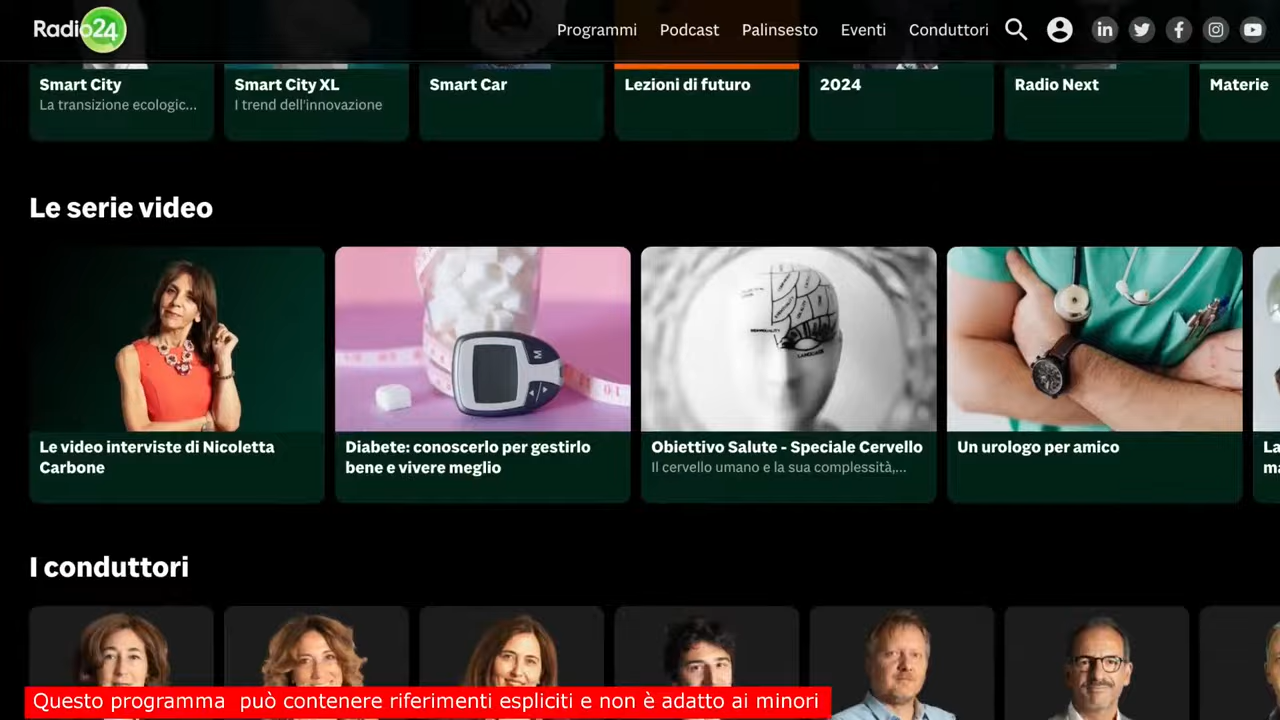 Radio24
Programmi Podcast Palinsesto Eventi Conduttori
Smart City
La transizione ecologic...
Smart City XL
I trend dell'innovazione
Smart Car
Lezioni di futuro
2024
Radio Next
Materie
Le serie video
Le video interviste di Nicoletta
Carbone
Diabete: conoscerlo per gestirlo
bene e vivere meglio
M
LANGUAGE
Obiettivo Salute - Speciale Cervello
Il cervello umano e la sua complessità,...
Un urologo per amico
La
ma
I conduttori
Questo programma può contenere riferimenti espliciti e non è adatto ai minori